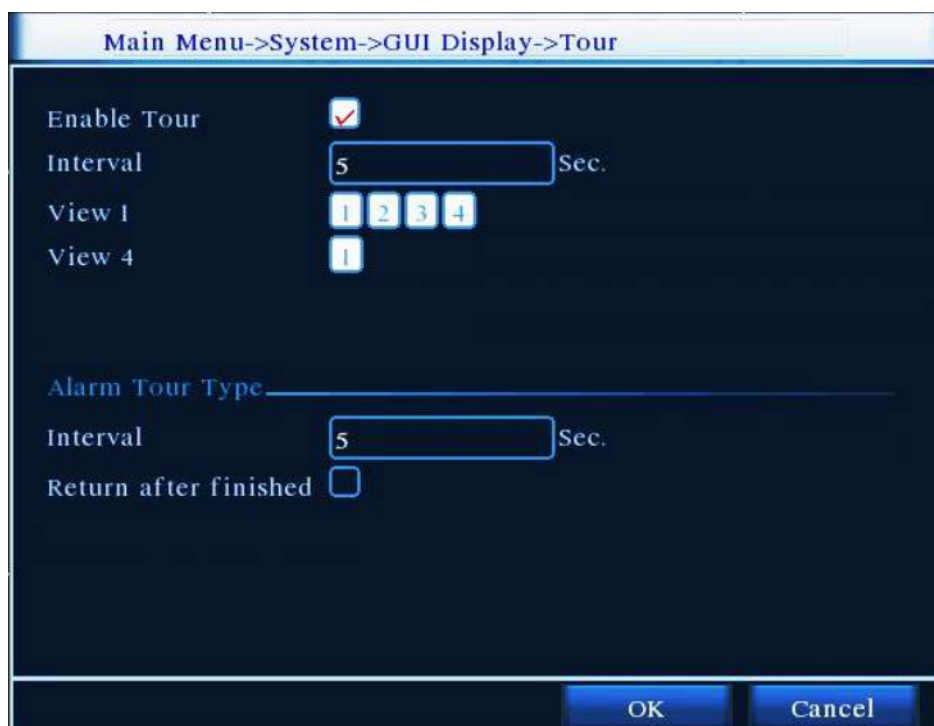 Main Menu->System->GUI Display->Tour
Enable Tour
Interval 5 Sec.
View 1 1 2 3 4
View 4 1
Alarm Tour Type
Interval 5 Sec.
Return after finished
OK Cancel